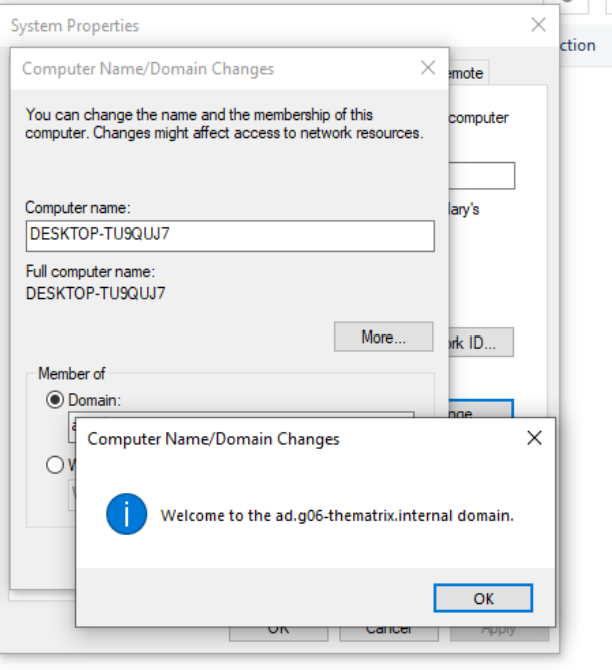 System Properties
ction
Computer Name/Domain Changes
emote
You can change the name and the membership of this
computer. Changes might affect access to network resources.
computer
Computer name:
lary's
DESKTOP-TU9QUJ7
Full computer name:
DESKTOP-TU9QUJ7
More...
rk ID...
Member of
Domain:
nge
a
W
Computer Name/Domain Changes
Welcome to the ad.g06-thematrix.internal domain.
OK
OK
Cancel
Apply